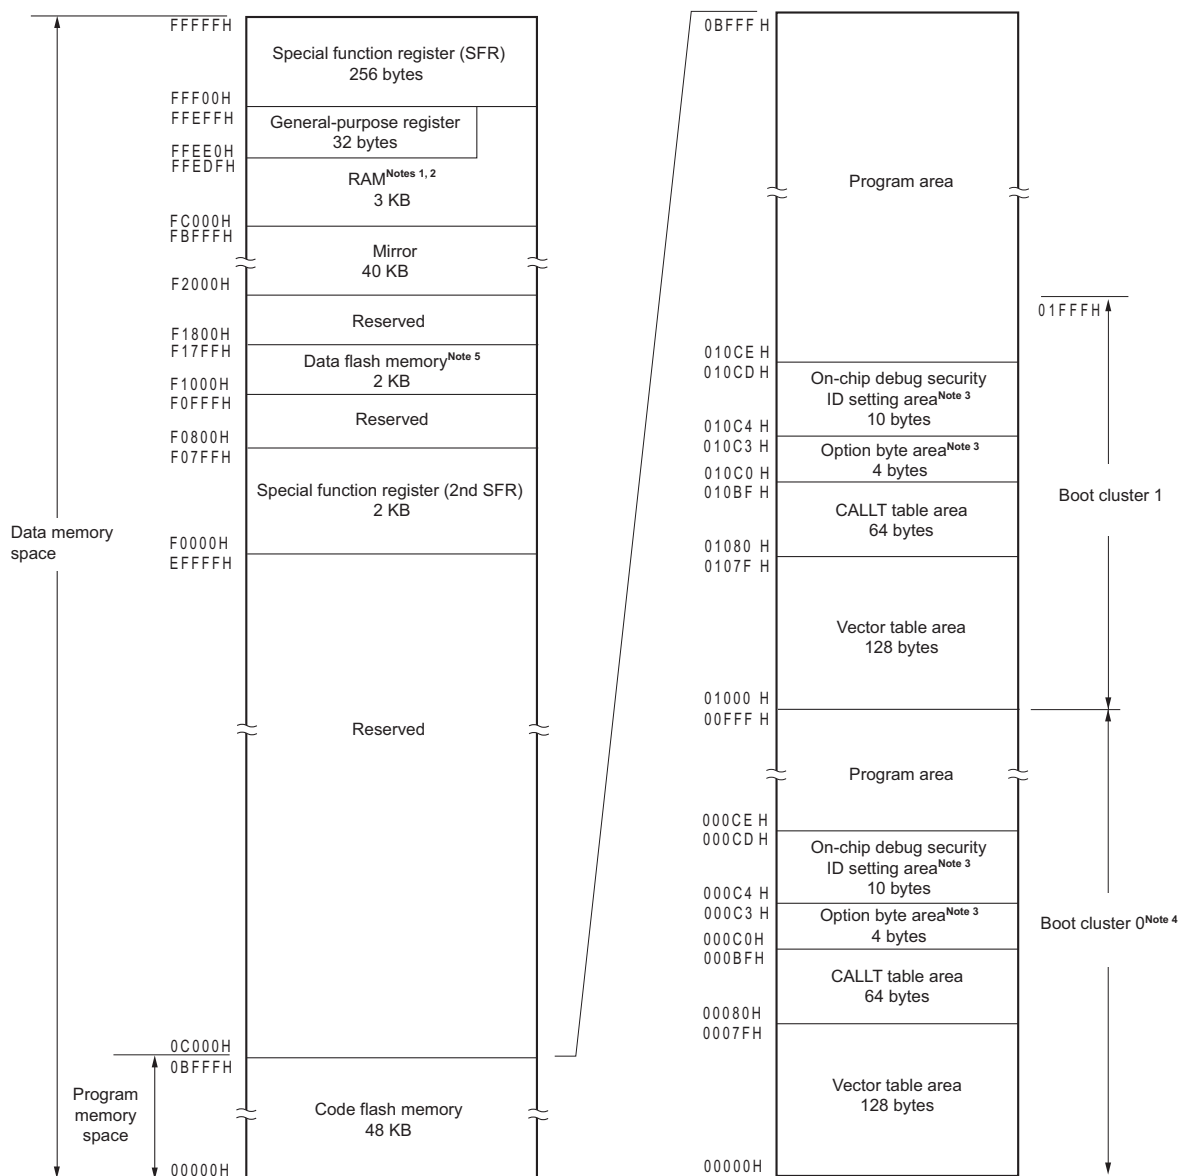 FFFFFH
Special function register (SFR)
256 bytes
FFF00H
FFEFFH
General-purpose register
32 bytes
FFEE0H
FFEDFH
RAMNotes 1, 2
3 KB
FC000H
FBFFFH
Mirror
40 KB
F2000H
Reserved
F1800H
F17FFH
Data flash memoryNote 5
2 KB
F1000H
F0FFFH
Reserved
F0800H
F07FFH
Special function register (2nd SFR)
2 KB
F0000H
EFFFFH
Data memory
space
Reserved
0C000H
0BFFFH
Program
memory
space
Code flash memory
48 KB
00000H
0BFFF H
Program area
01FFFH
010CE H
010CD H
On-chip debug security
ID setting areaNote 3
10 bytes
010C4 H
010C3 H
Option byte areaNote 3
4 bytes
010C0 H
010BF H
CALLT table area
64 bytes
01080 H
0107F H
Boot cluster 1
Vector table area
128 bytes
01000 H
00FFF H
Program area
000CE H
000CD H
On-chip debug security
ID setting areaNote 3
10 bytes
000C4 H
000C3 H
Option byte areaNote 3
4 bytes
000C0H
000BFH
Boot cluster 0Note 4
CALLT table area
64 bytes
00080H
0007FH
Vector table area
128 bytes
00000H